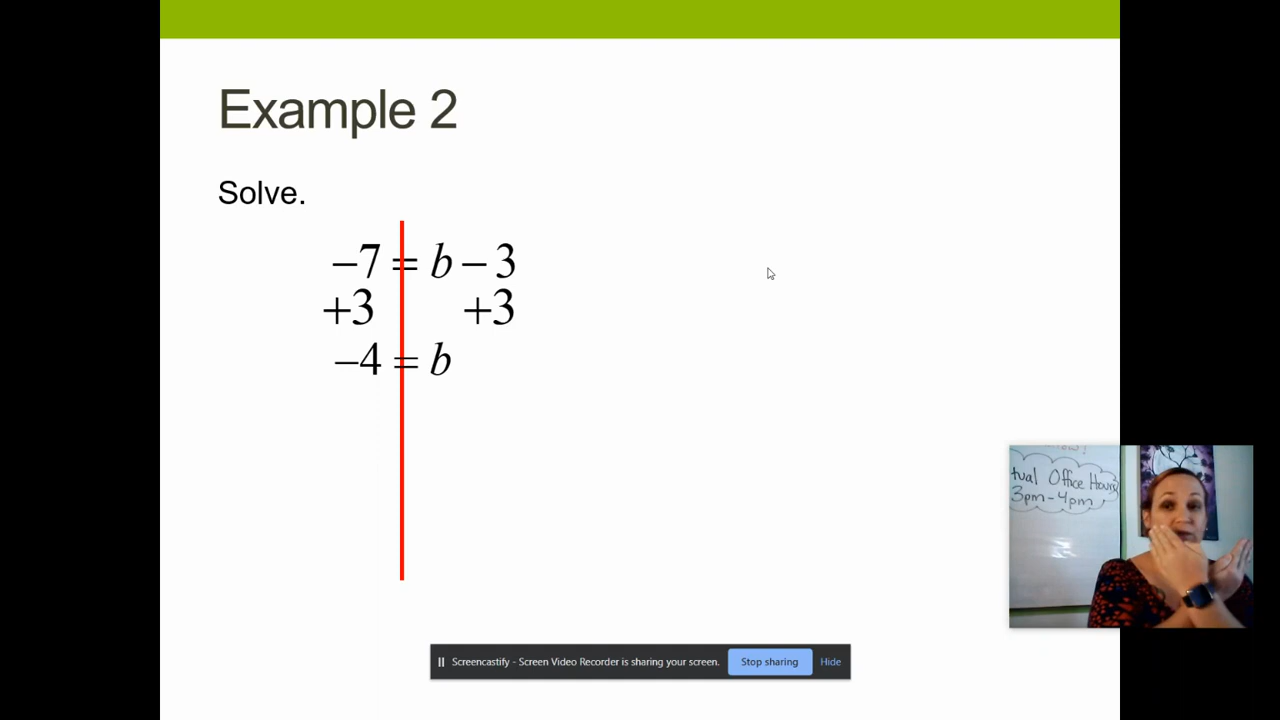 Example 2
Solve.
−7 = b − 3
+3 +3
−4 = b
tual Office Hours
3pm - 4pm
Screencastify - Screen Video Recorder is sharing your screen.
Stop sharing
Hide